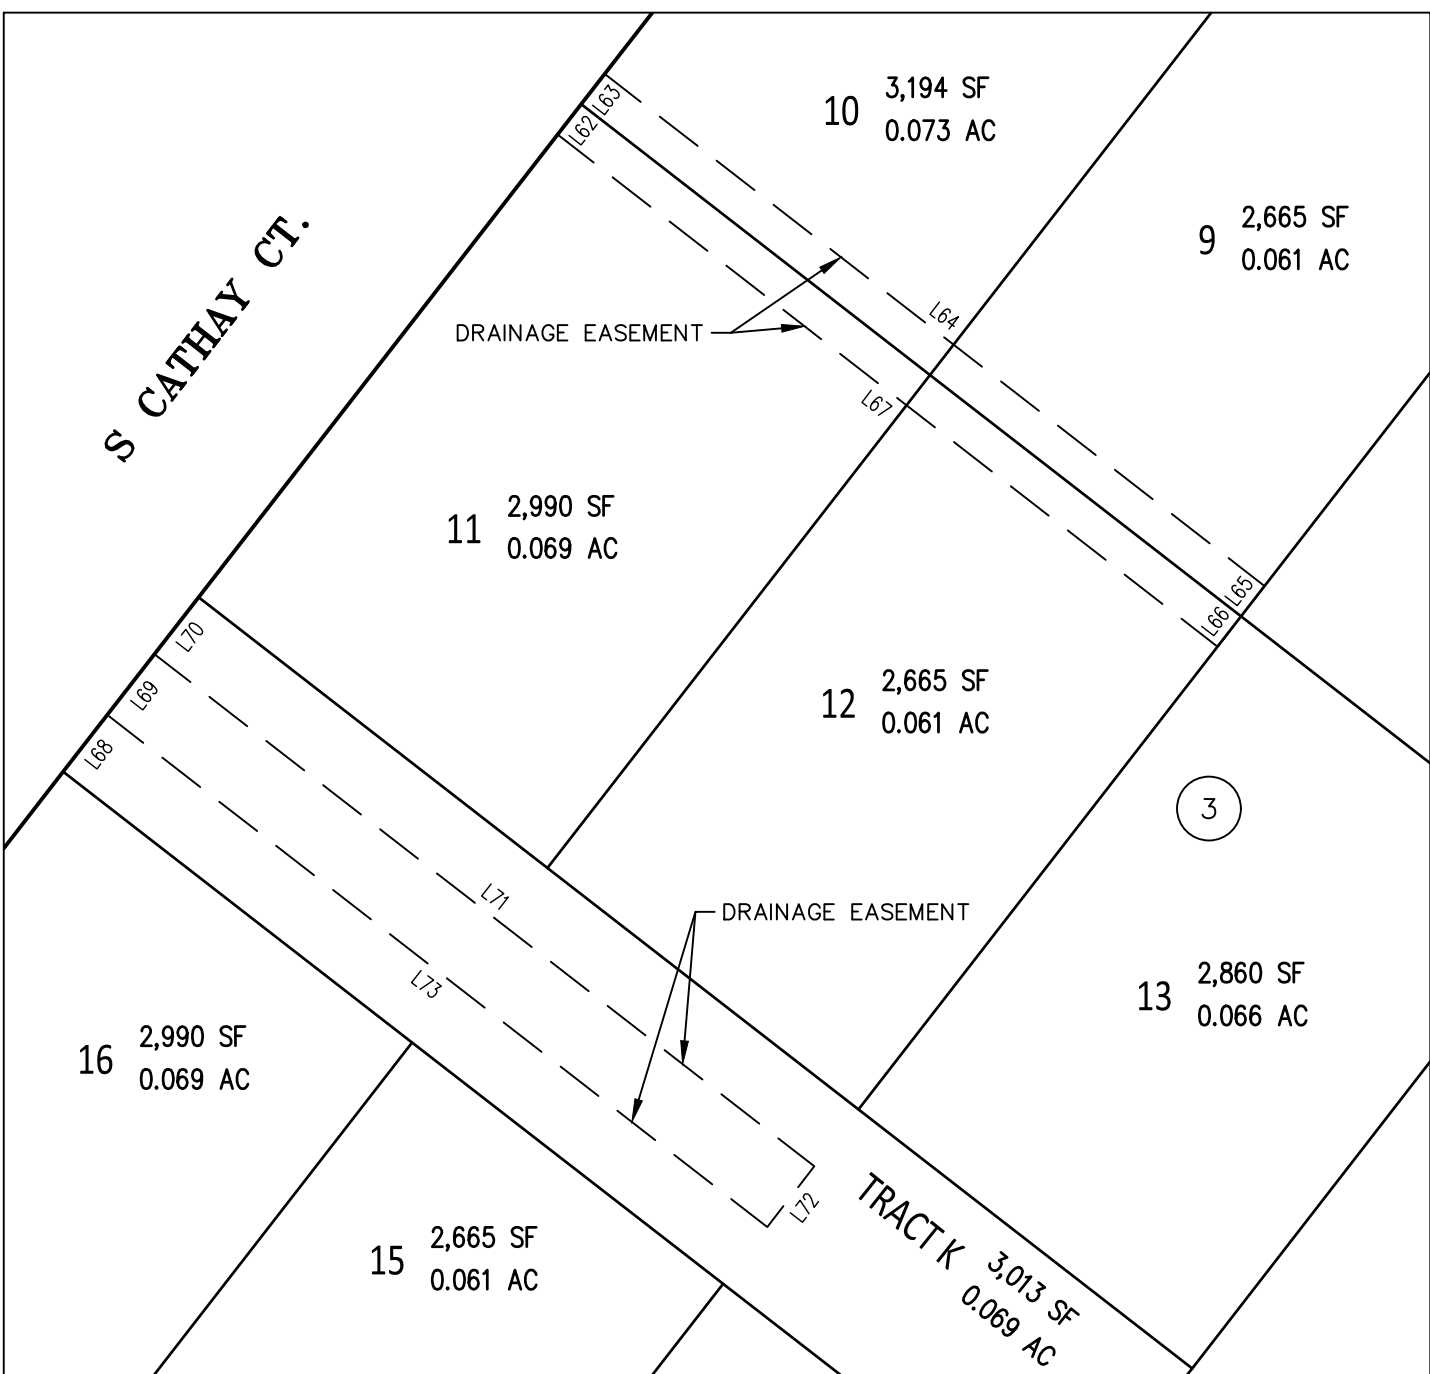 10
3,194 SF
0.073 AC
L63
L62
9
2,665 SF
0.061 AC
S CATHAY CT.
DRAINAGE EASEMENT
L64
L67
11
2,990 SF
0.069 AC
L65
L66
L70
L69
L68
12
2,665 SF
0.061 AC
3
L71
DRAINAGE EASEMENT
L73
13
2,860 SF
0.066 AC
16
2,990 SF
0.069 AC
L72
TRACT K
3,013 SF
0.069 AC
15
2,665 SF
0.061 AC